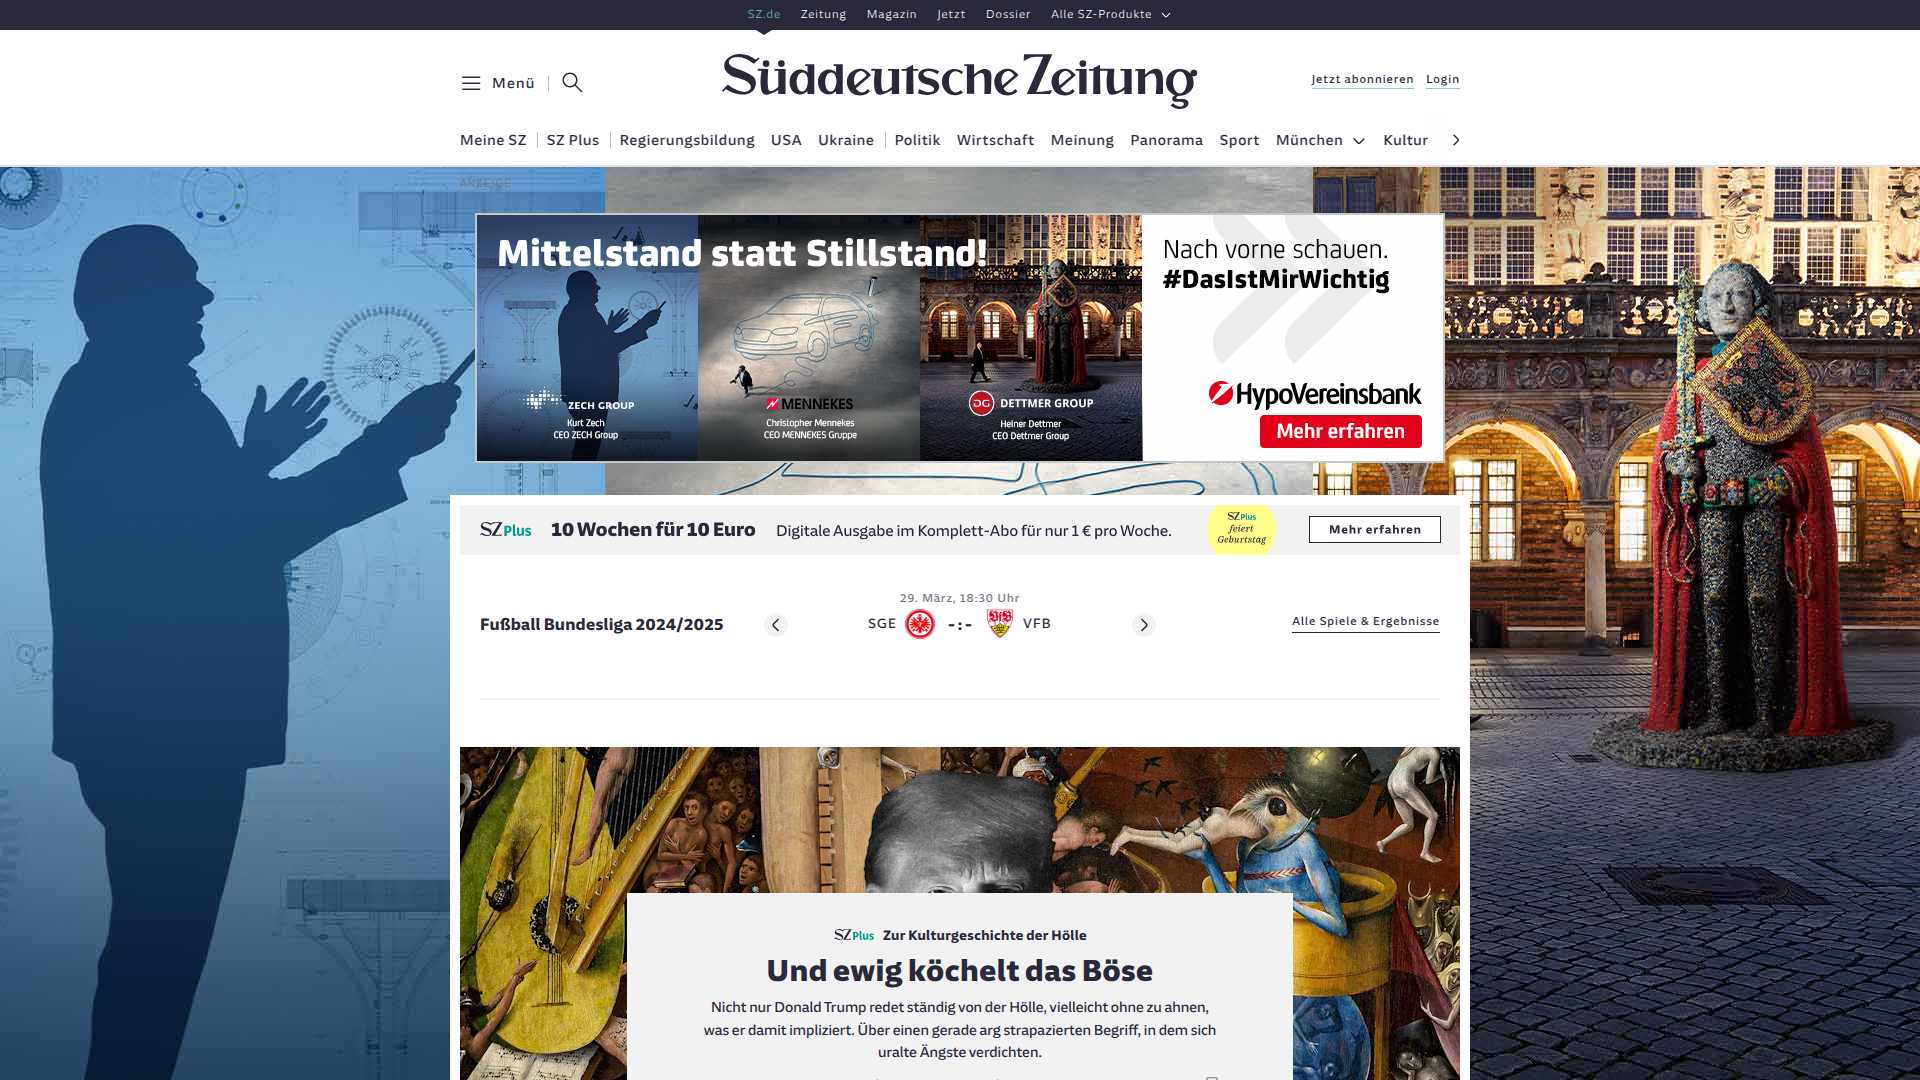 SZ.de Zeitung Magazin Jetzt Dossier Alle SZ-Produkte
Menü
Süddeutsche Zeitung
Jetzt abonnieren Login
Meine SZ SZ Plus Regierungsbildung USA Ukraine Politik Wirtschaft Meinung Panorama Sport München Kultur
ANZEIGE
Mittelstand statt Stillstand!
ZECH GROUP
Kurt Zech
CEO ZECH Group
MENNEKES
Christopher Mennekes
CEO MENNEKES Gruppe
DG DETTMER GROUP
Heiner Dettmer
CEO Dettmer Group
Nach vorne schauen.
#DasIstMirWichtig
HypoVereinsbank
Mehr erfahren
SZ Plus 10 Wochen für 10 Euro Digitale Ausgabe im Komplett-Abo für nur 1 € pro Woche.
SZ Plus
feiert
Geburtstag
Mehr erfahren
Fußball Bundesliga 2024/2025
29. März, 18:30 Uhr
SGE -:- VfB VFB
Alle Spiele & Ergebnisse
SZ Plus Zur Kulturgeschichte der Hölle
Und ewig köchelt das Böse
Nicht nur Donald Trump redet ständig von der Hölle, vielleicht ohne zu ahnen,
was er damit impliziert. Über einen gerade arg strapazierten Begriff, in dem sich
uralte Ängste verdichten.